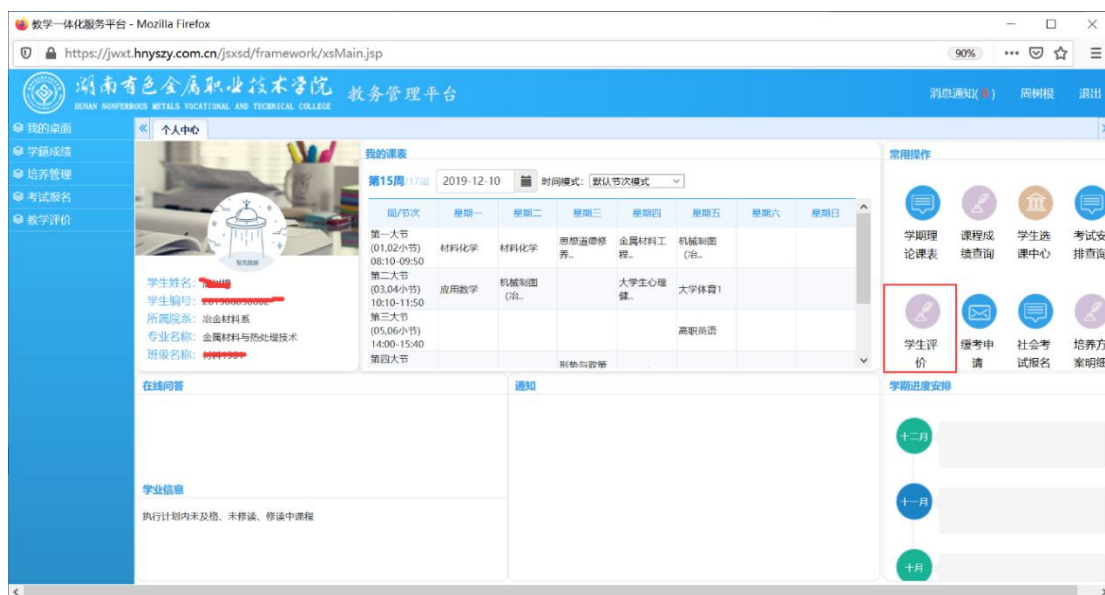 教学一体化服务平台 - Mozilla Firefox
https://jwxt.hnyszy.com.cn/jsxsd/framework/xsMain.jsp
90%
湖南有色金属职业技术学院
HUNAN NONFERROUS METALS VOCATIONAL AND TECHNICAL COLLEGE
教务管理平台
消息通知(0)
周树根
退出
我的桌面
学籍成绩
培养管理
考试报名
教学评价
个人中心
暂无数据
学生姓名:
学生编号:
所属院系: 冶金材料系
专业名称: 金属材料与热处理技术
班级名称:
我的课表
第15周/17周
2019-12-10
时间模式: 默认节次模式
周/节次 星期一 星期二 星期三 星期四 星期五 星期六 星期日
第一大节
(01,02小节)
08:10-09:50
材料化学
材料化学
思想道德修
养..
金属材料工
程..
机械制图
(冶..
第二大节
(03,04小节)
10:10-11:50
应用数学
机械制图
(冶..
大学生心理
健..
大学体育1
第三大节
(05,06小节)
14:00-15:40
高职英语
第四大节
形势与政策
常用操作
学期理
论课表
课程成
绩查询
学生选
课中心
考试安
排查询
学生评
价
缓考申
请
社会考
试报名
培养方
案明细
在线问答
通知
学期进度安排
十二月
十一月
十月
学业信息
执行计划内未及格、未修读、修读中课程